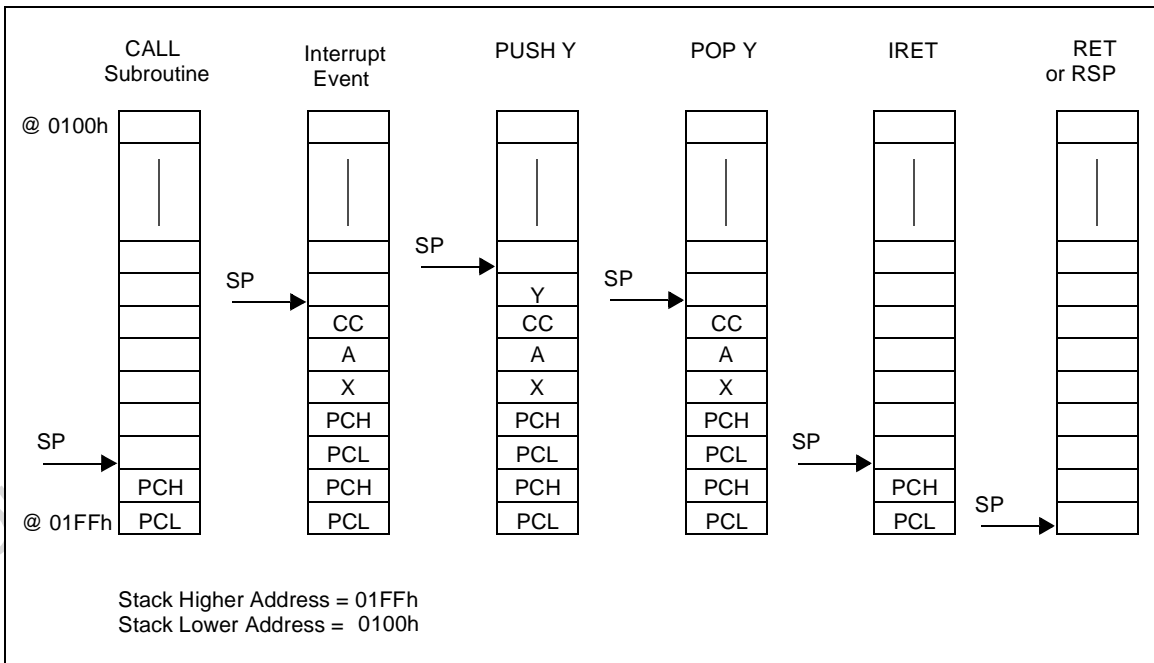 CALL
Subroutine
Interrupt
Event
PUSH Y
POP Y
IRET
RET
or RSP
@ 0100h
SP
SP
SP
Y
SP
CC
CC
CC
A
A
A
X
X
X
PCH
PCH
PCH
SP
PCL
PCL
PCL
SP
PCH
PCH
PCH
PCH
PCH
@ 01FFh
PCL
PCL
PCL
PCL
PCL
SP
Stack Higher Address = 01FFh
Stack Lower Address = 0100h